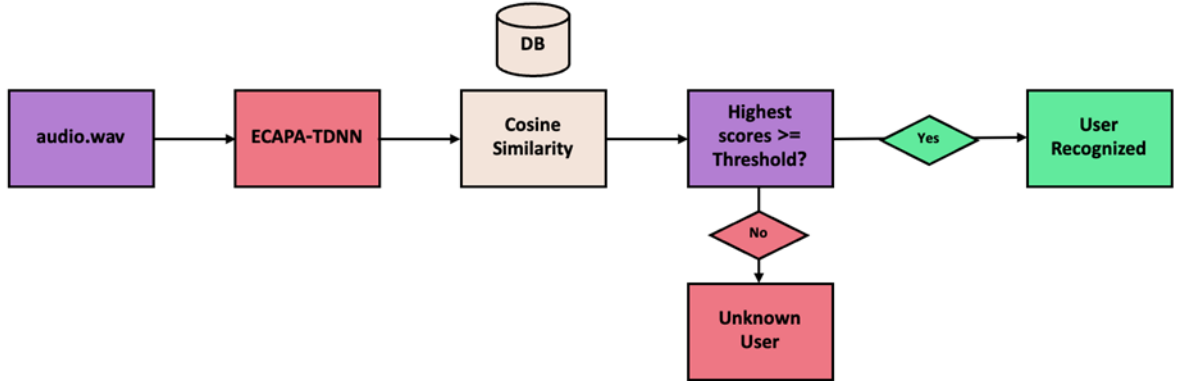 DB
audio.wav
ECAPA-TDNN
Cosine
Similarity
Highest
scores >=
Threshold?
Yes
User
Recognized
No
Unknown
User